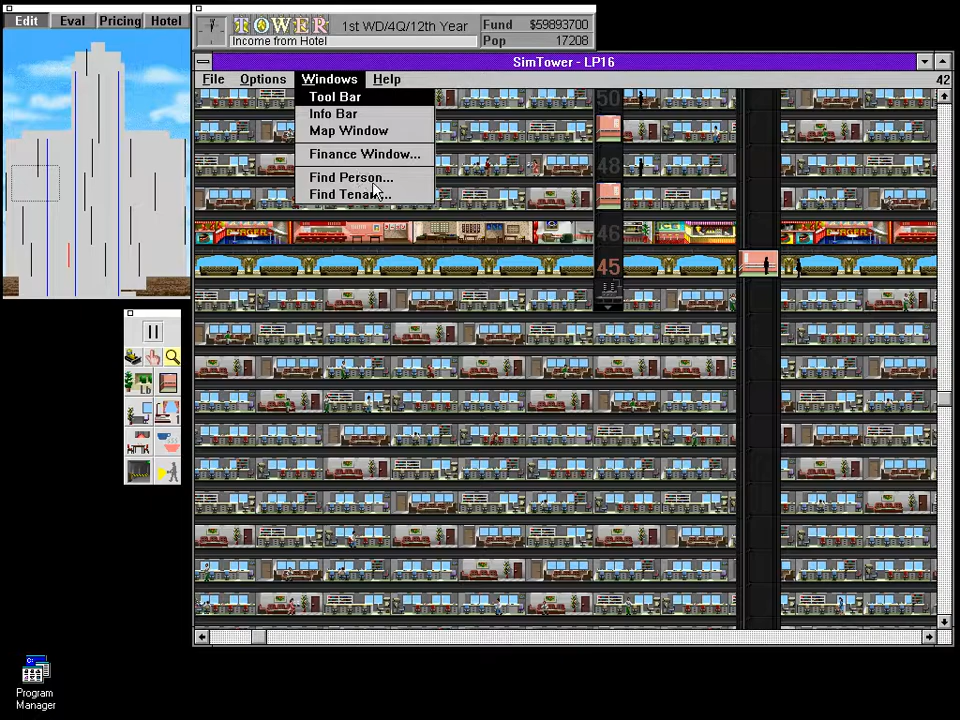 Edit Eval Pricing Hotel
TOWER 1st WD/4Q/12th Year
Income from Hotel
Fund $59893700
Pop 17208
SimTower - LP16
File Options Windows Help 42
Tool Bar
Info Bar
Map Window
Finance Window...
Find Person...
Find Tenant...
50
48
46
45
BURGER
BURGER
Lb
Program
Manager